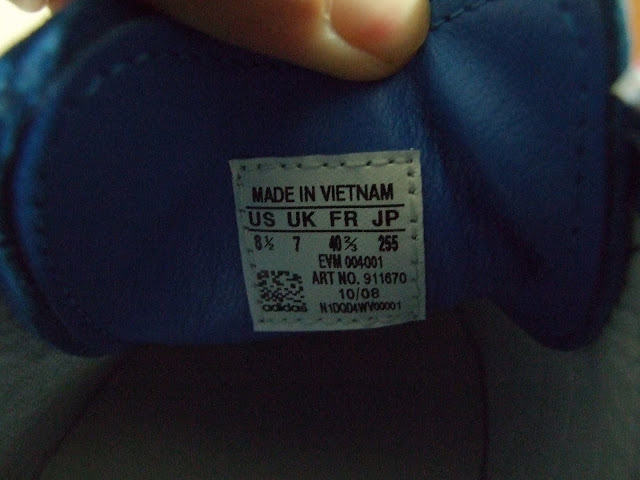 MADE IN VIETNAM
US UK FR JP
8½ 7 40⅔ 255
EVM 004001
ART NO. 911670
10/08
adidas N1DQD4WV00001